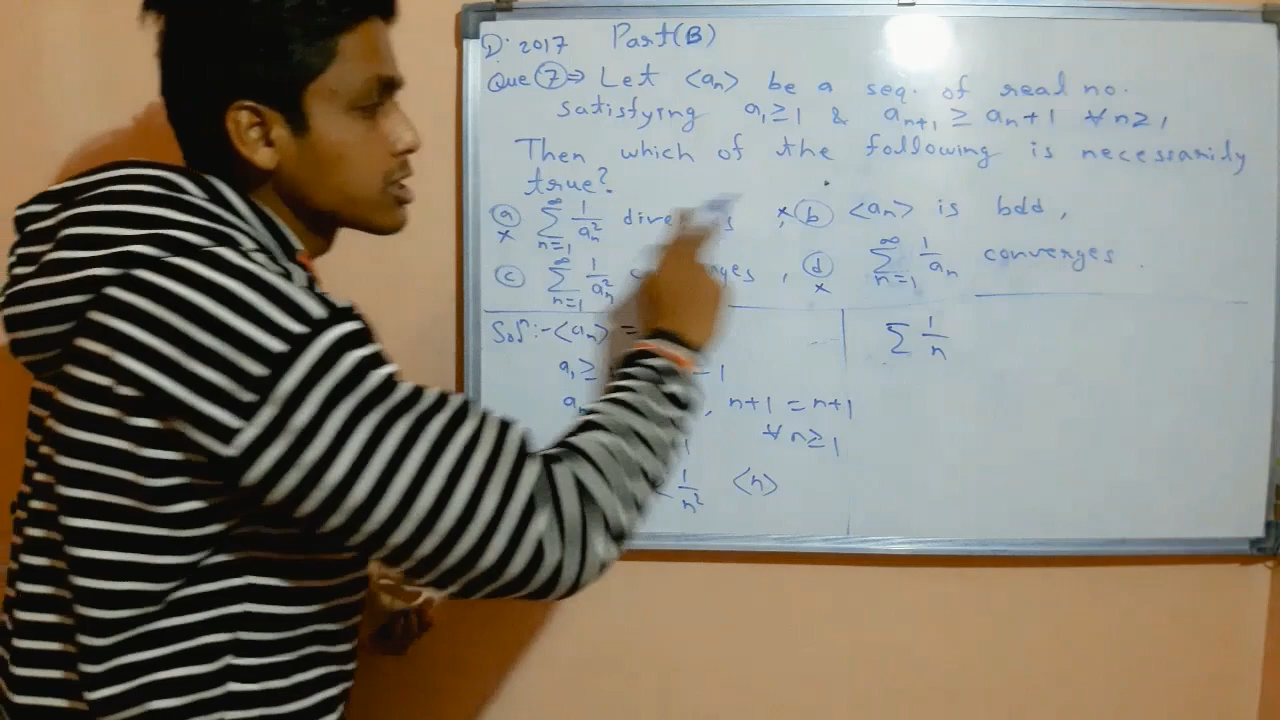 D. 2017 Part(B)
Que ⑦ ⇒ Let <aₙ> be a seq. of real no.
satisfying a₁ ≥ 1 & aₙ₊₁ ≥ aₙ + 1 ∀ n ≥ 1
Then which of the following is necessarily
true?
ⓐ × ∑_{n=1}^{∞} 1/aₙ² , × ⓑ <aₙ> is bdd,
ⓒ ∑_{n=1}^{∞} 1/aₙ² , ⓓ × ∑_{n=1}^{∞} 1/aₙ converges
Solⁿ:- <aₙ> = ∑ 1/n
a₁ ≥ 1
, n+1 = n+1
∀ n ≥ 1
1/n² <n>